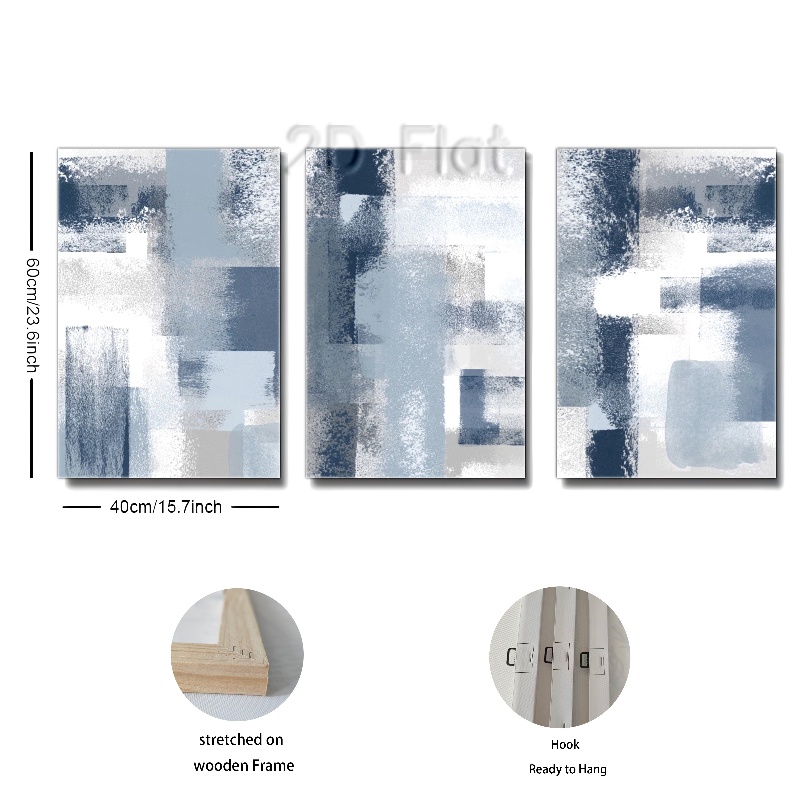 2D Flat
60cm/23.6inch
40cm/15.7inch
stretched on
wooden Frame
Hook
Ready to Hang